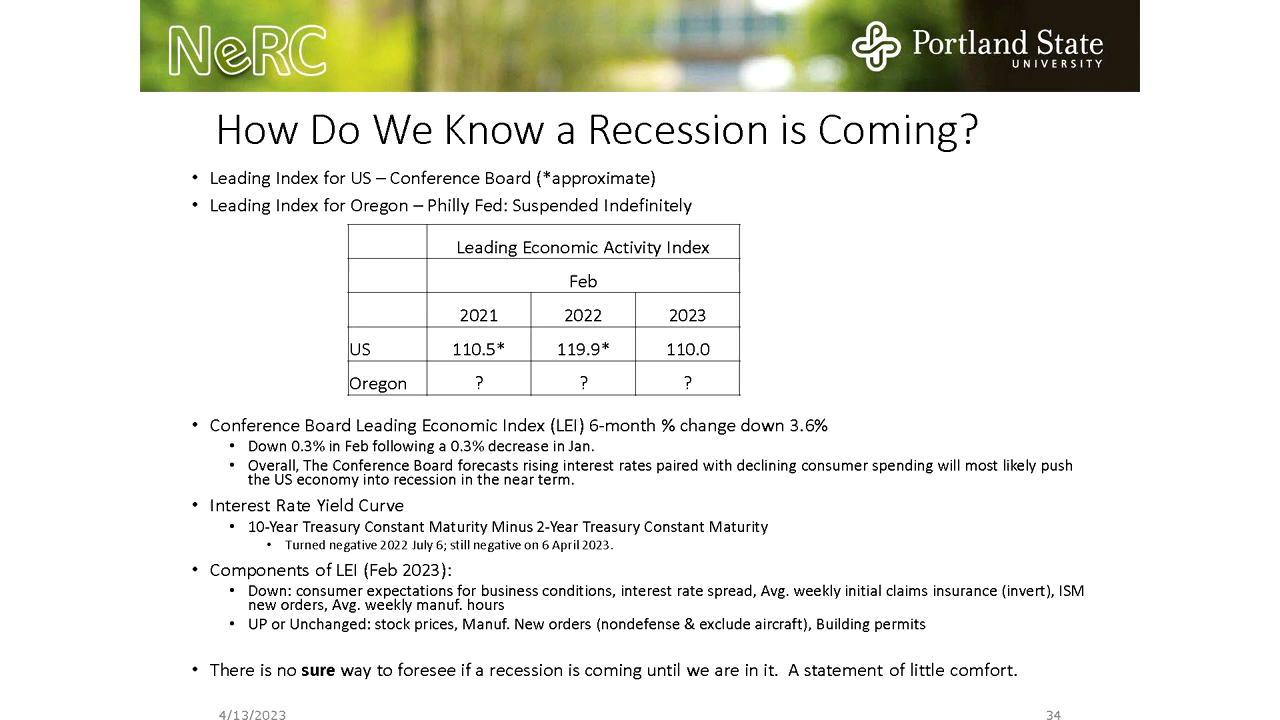 NeRC
Portland State
UNIVERSITY
How Do We Know a Recession is Coming?
• Leading Index for US – Conference Board (*approximate)
• Leading Index for Oregon – Philly Fed: Suspended Indefinitely
Leading Economic Activity Index
Feb
2021 2022 2023
US 110.5* 119.9* 110.0
Oregon ? ? ?
• Conference Board Leading Economic Index (LEI) 6-month % change down 3.6%
• Down 0.3% in Feb following a 0.3% decrease in Jan.
• Overall, The Conference Board forecasts rising interest rates paired with declining consumer spending will most likely push
the US economy into recession in the near term.
• Interest Rate Yield Curve
• 10-Year Treasury Constant Maturity Minus 2-Year Treasury Constant Maturity
• Turned negative 2022 July 6; still negative on 6 April 2023.
• Components of LEI (Feb 2023):
• Down: consumer expectations for business conditions, interest rate spread, Avg. weekly initial claims insurance (invert), ISM
new orders, Avg. weekly manuf. hours
• UP or Unchanged: stock prices, Manuf. New orders (nondefense & exclude aircraft), Building permits
• There is no sure way to foresee if a recession is coming until we are in it.  A statement of little comfort.
4/13/2023 34